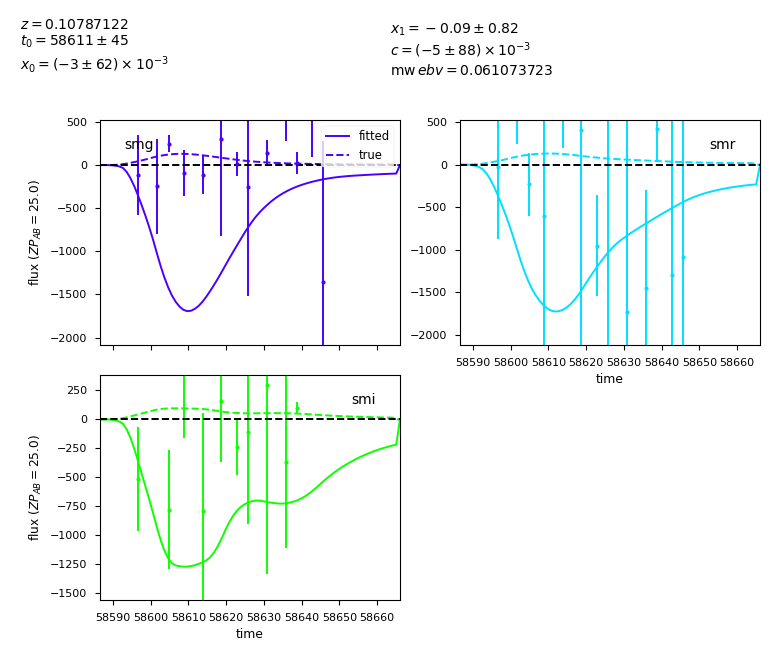 z = 0.10787122
t₀ = 58611 ± 45
x₀ = (−3 ± 62) × 10⁻³
x₁ = −0.09 ± 0.82
c = (−5 ± 88) × 10⁻³
mw ebv = 0.061073723
smg
fitted
true
500
0
−500
−1000
−1500
−2000
flux (ZP_AB = 25.0)
smr
500
0
−500
−1000
−1500
−2000
58590 58600 58610 58620 58630 58640 58650 58660
time
smi
250
0
−250
−500
−750
−1000
−1250
−1500
flux (ZP_AB = 25.0)
58590 58600 58610 58620 58630 58640 58650 58660
time